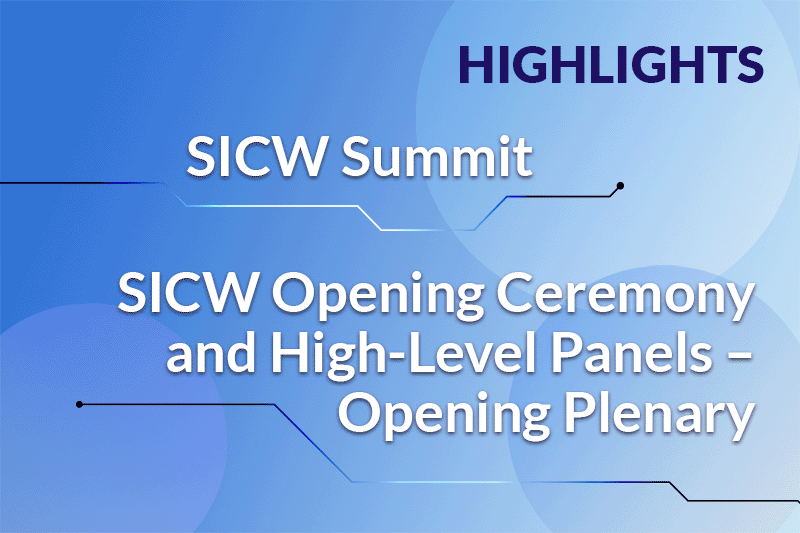 HIGHLIGHTS
SICW Summit
SICW Opening Ceremony
and High-Level Panels –
Opening Plenary